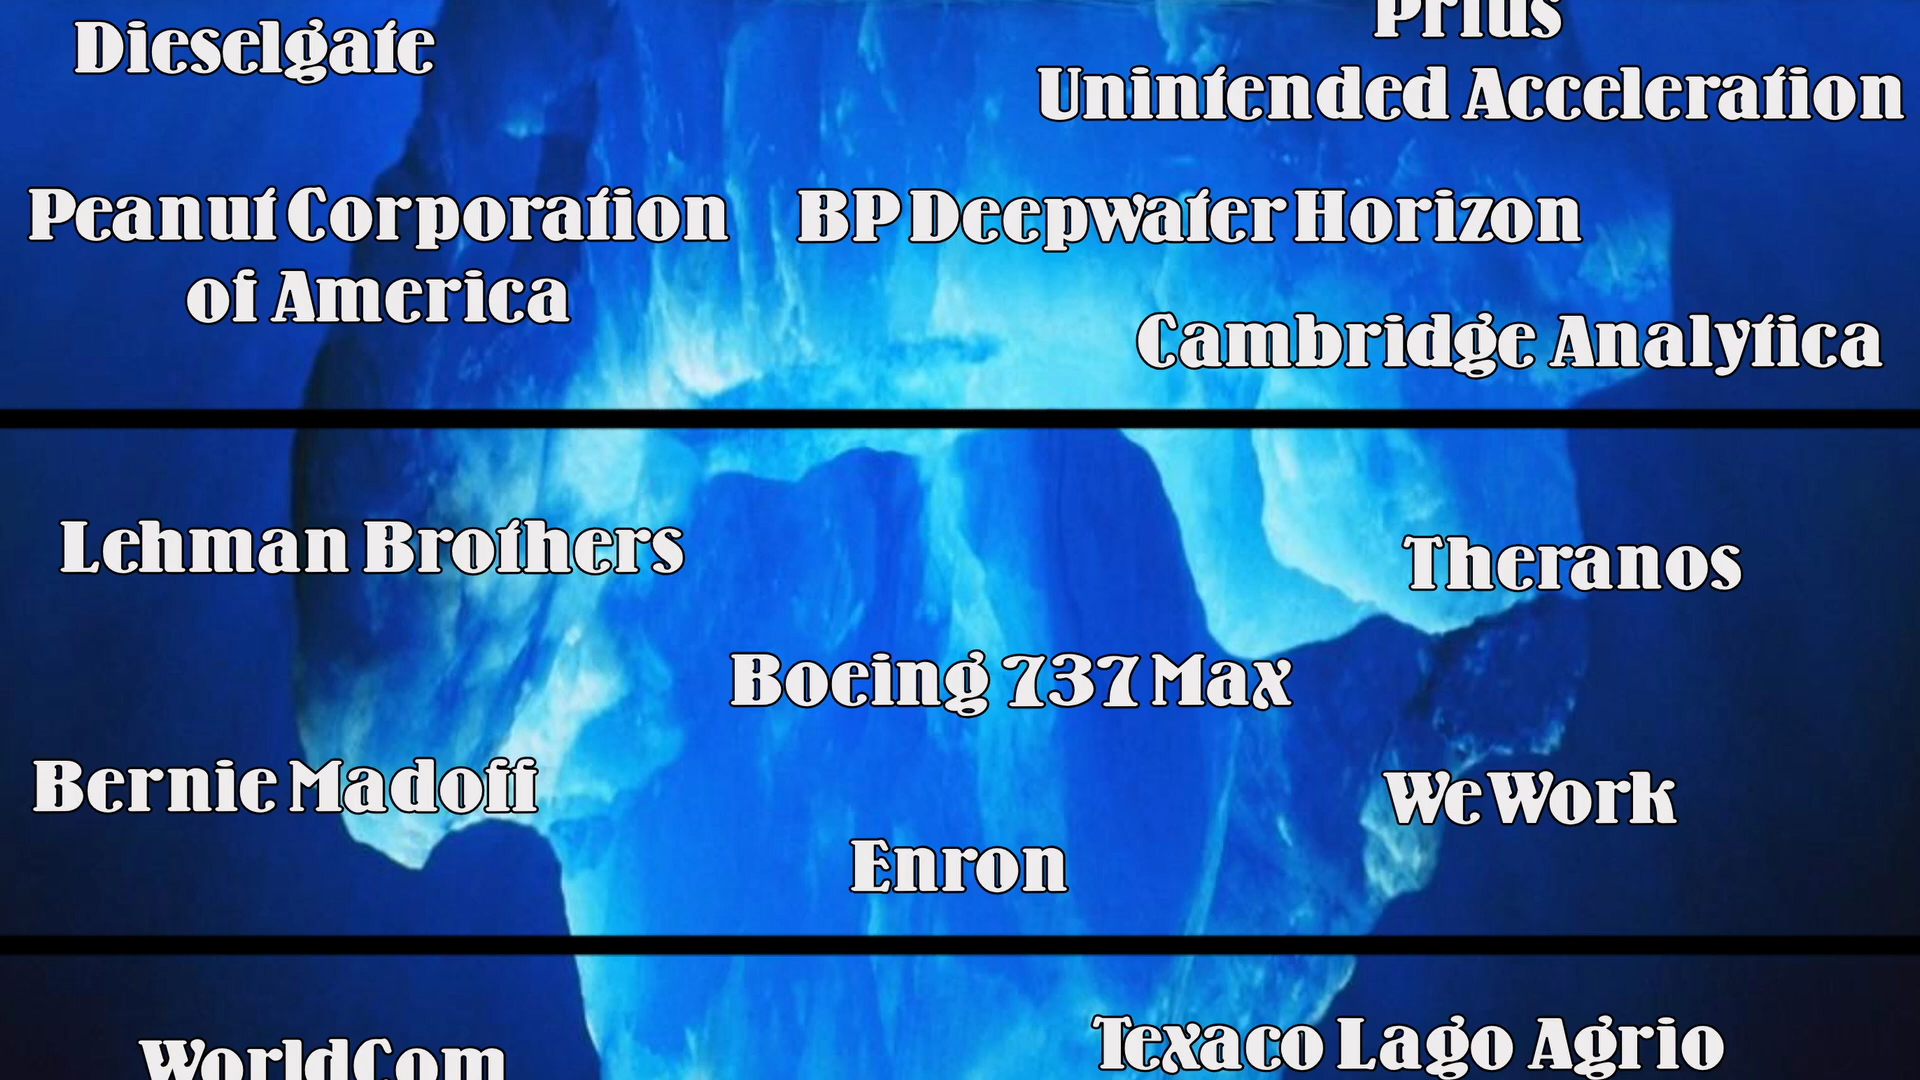 Dieselgate
Prius
Unintended Acceleration
Peanut Corporation
of America
BP Deepwater Horizon
Cambridge Analytica
Lehman Brothers
Theranos
Boeing 737 Max
Bernie Madoff
WeWork
Enron
WorldCom
Texaco Lago Agrio